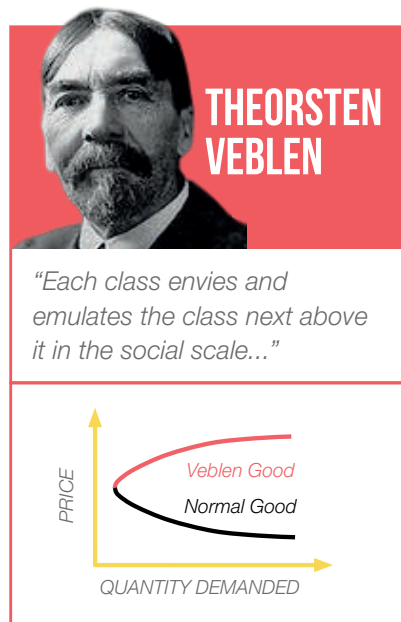 THEORSTEN
VEBLEN
“Each class envies and
emulates the class next above
it in the social scale...”
Veblen Good
Normal Good
PRICE
QUANTITY DEMANDED